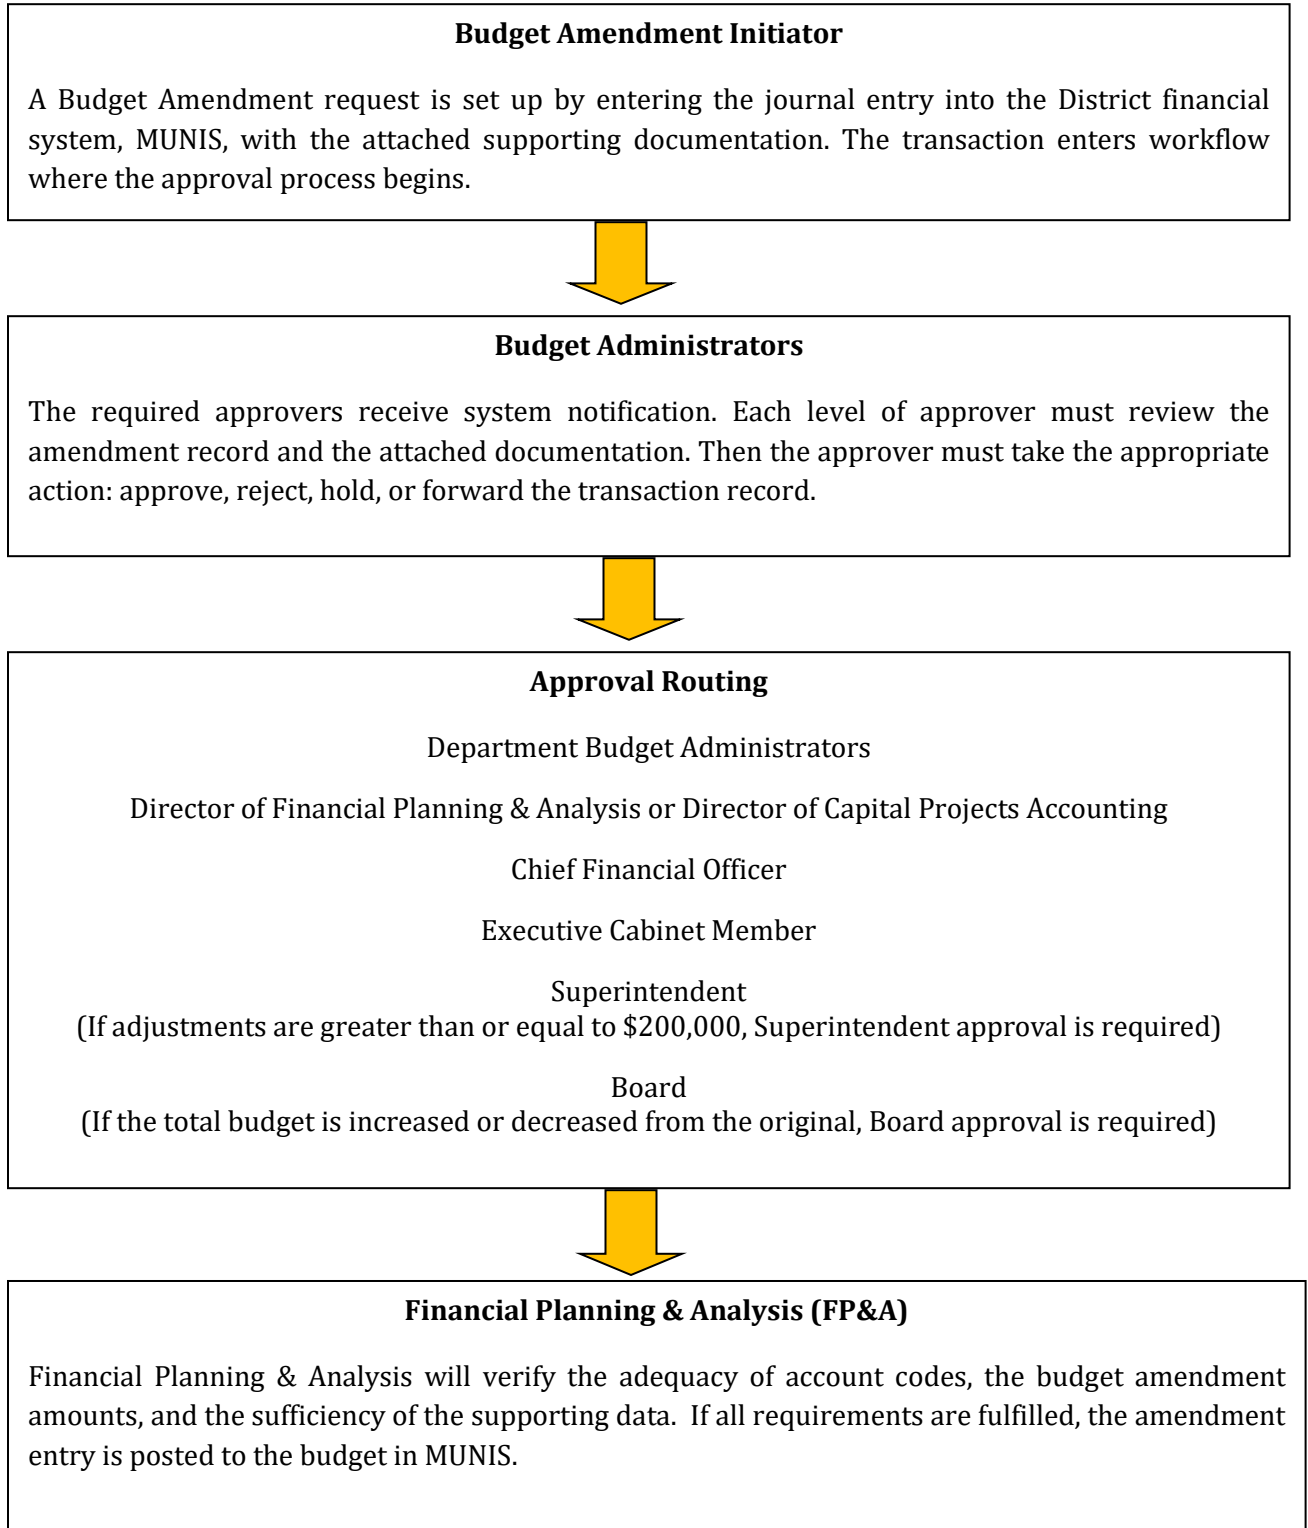 Budget Amendment Initiator
A Budget Amendment request is set up by entering the journal entry into the District financial
system, MUNIS, with the attached supporting documentation. The transaction enters workflow
where the approval process begins.
Budget Administrators
The required approvers receive system notification. Each level of approver must review the
amendment record and the attached documentation. Then the approver must take the appropriate
action: approve, reject, hold, or forward the transaction record.
Approval Routing
Department Budget Administrators
Director of Financial Planning & Analysis or Director of Capital Projects Accounting
Chief Financial Officer
Executive Cabinet Member
Superintendent
(If adjustments are greater than or equal to $200,000, Superintendent approval is required)
Board
(If the total budget is increased or decreased from the original, Board approval is required)
Financial Planning & Analysis (FP&A)
Financial Planning & Analysis will verify the adequacy of account codes, the budget amendment
amounts, and the sufficiency of the supporting data. If all requirements are fulfilled, the amendment
entry is posted to the budget in MUNIS.